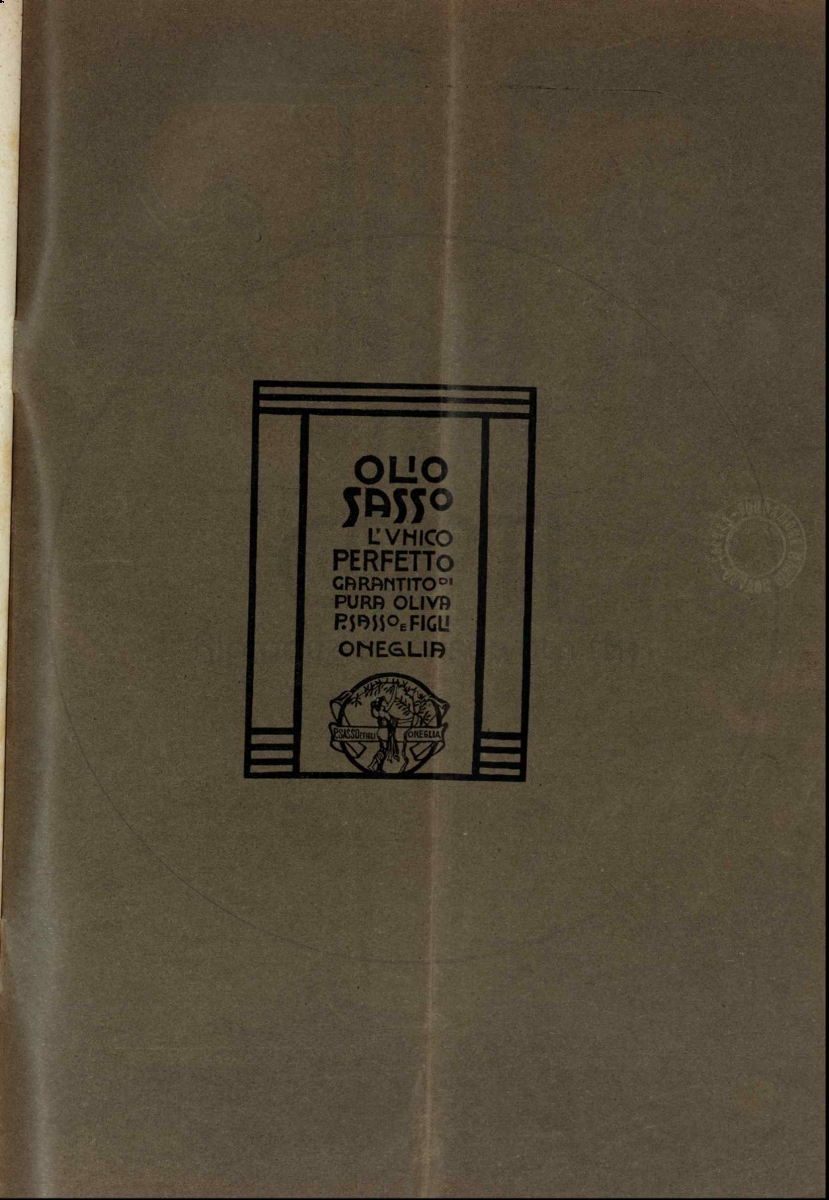 OLIO
SASSO
L'VNICO
PERFETTO
GARANTITO DI
PURA OLIVA
P. SASSO E FIGLI
ONEGLIA
P. SASSO E FIGLI ONEGLIA